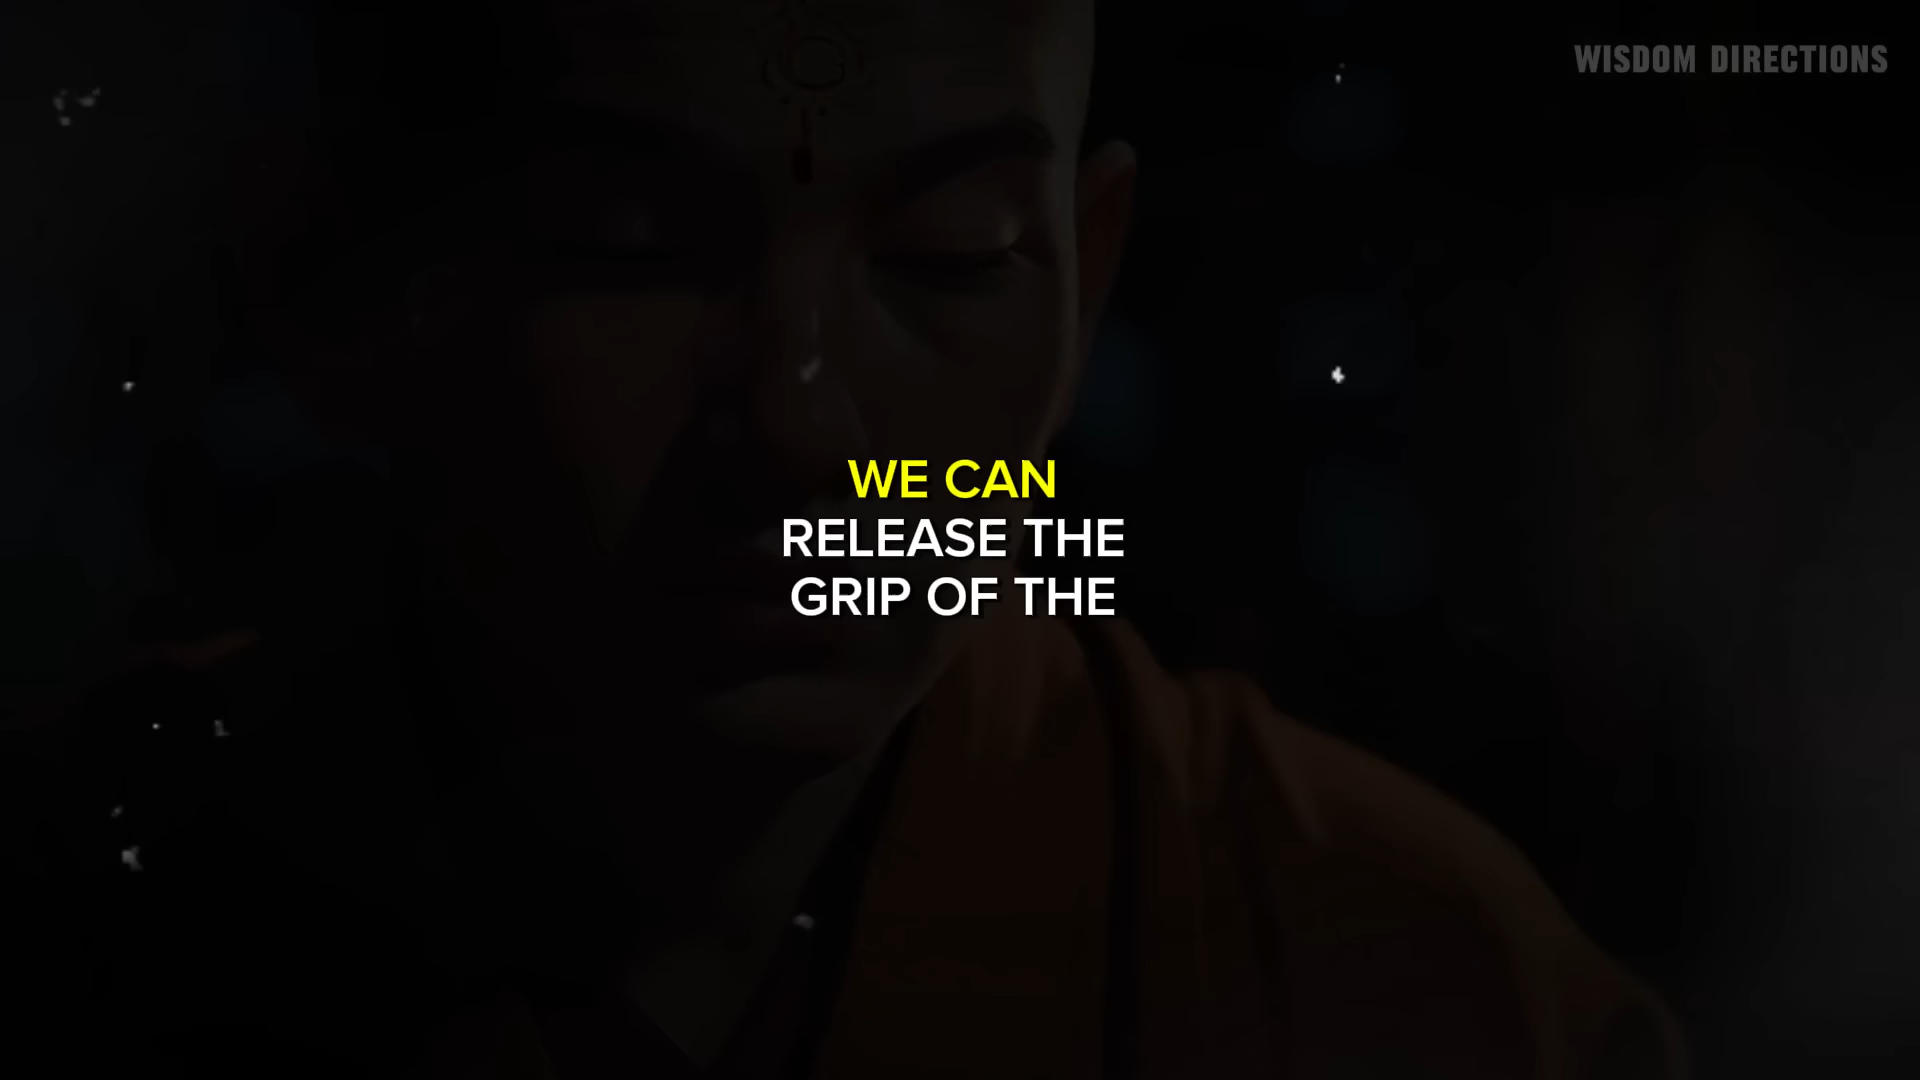 WISDOM DIRECTIONS
WE CAN
RELEASE THE
GRIP OF THE